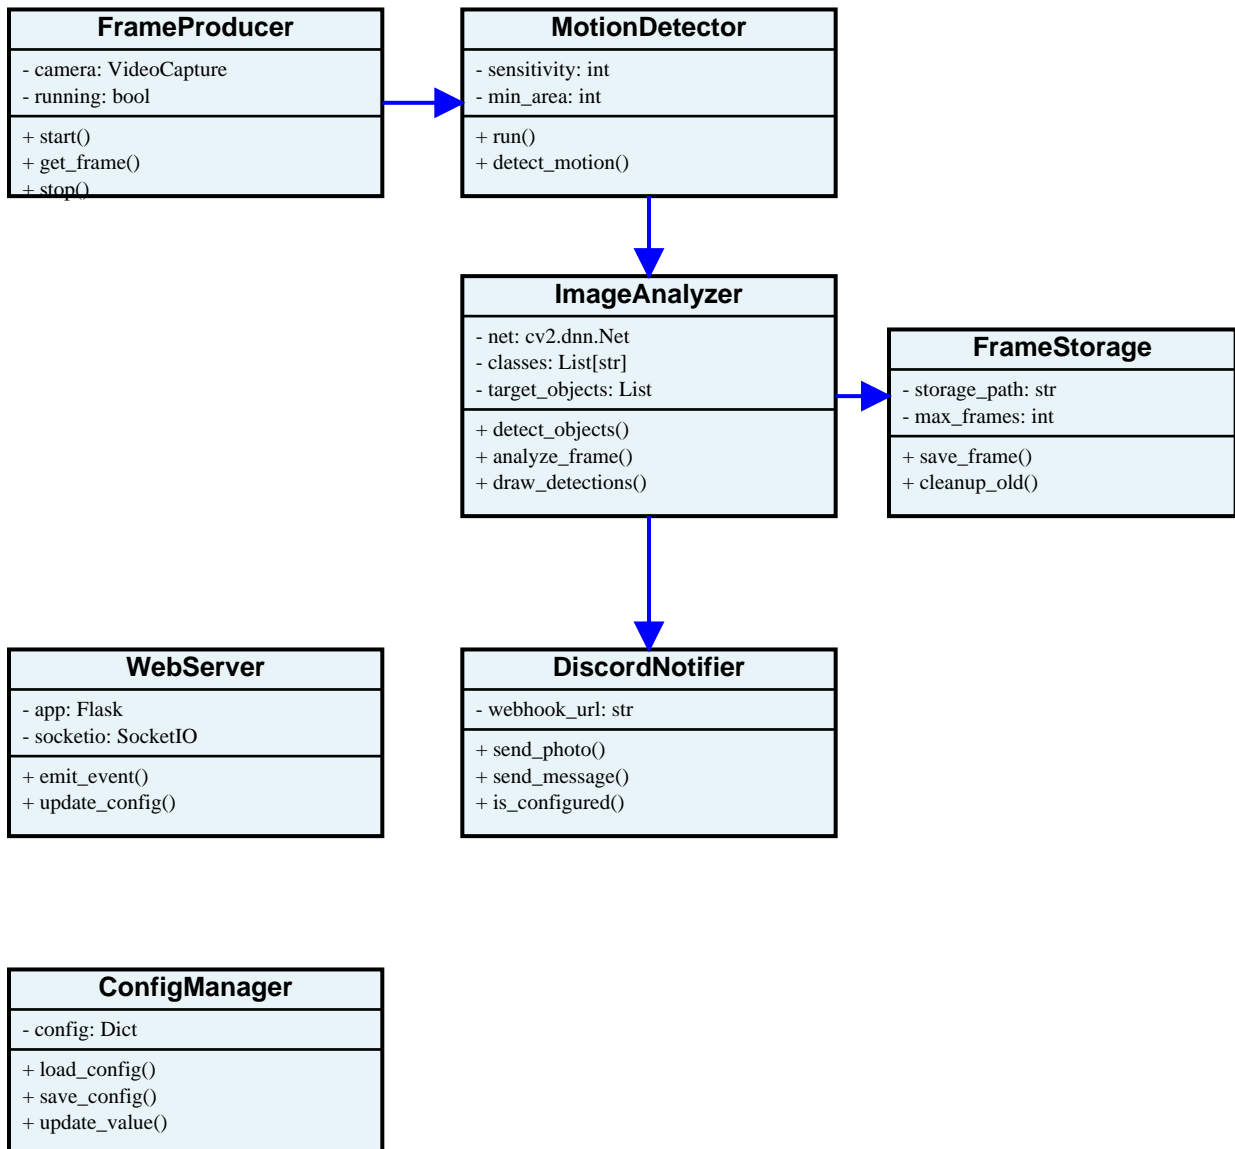 FrameProducer
- camera: VideoCapture
- running: bool
+ start()
+ get_frame()
+ stop()
MotionDetector
- sensitivity: int
- min_area: int
+ run()
+ detect_motion()
ImageAnalyzer
- net: cv2.dnn.Net
- classes: List[str]
- target_objects: List
+ detect_objects()
+ analyze_frame()
+ draw_detections()
FrameStorage
- storage_path: str
- max_frames: int
+ save_frame()
+ cleanup_old()
WebServer
- app: Flask
- socketio: SocketIO
+ emit_event()
+ update_config()
DiscordNotifier
- webhook_url: str
+ send_photo()
+ send_message()
+ is_configured()
ConfigManager
- config: Dict
+ load_config()
+ save_config()
+ update_value()